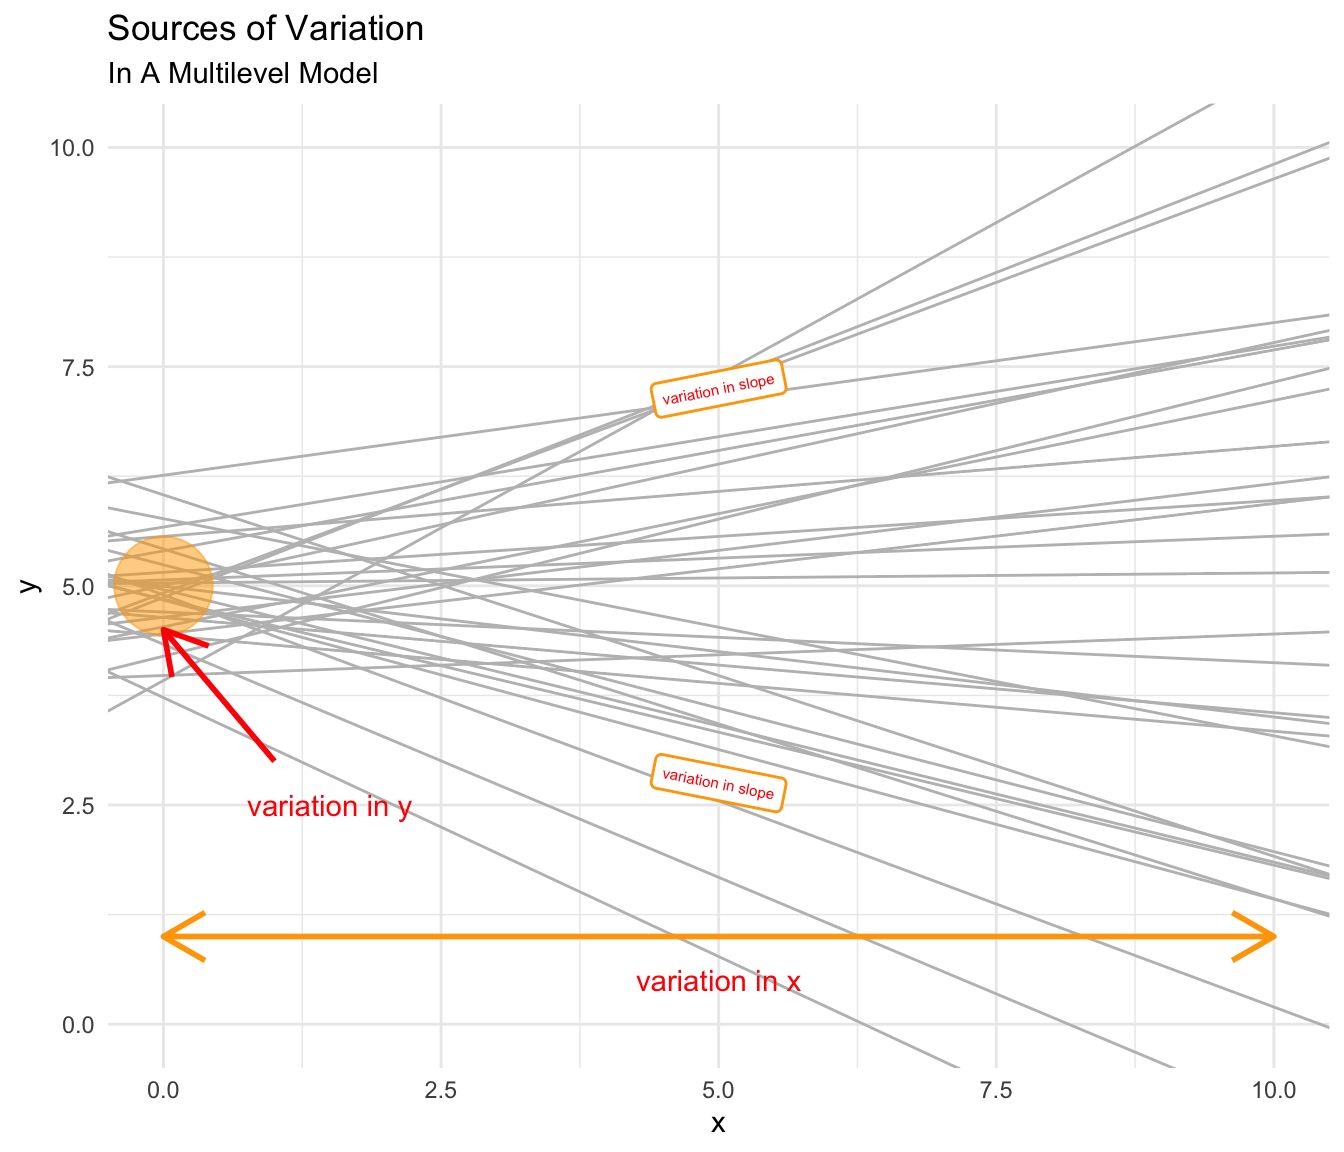 Sources of Variation
In A Multilevel Model
10.0
7.5
variation in slope
y
5.0
variation in slope
2.5
variation in y
variation in x
0.0
0.0 2.5 5.0 7.5 10.0
x